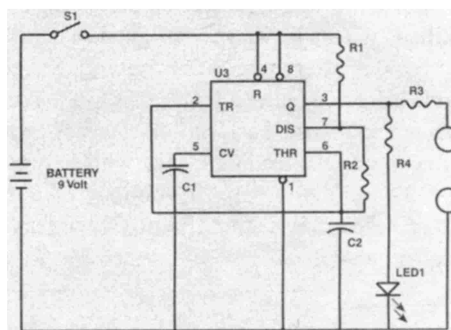 S1
R1
4 8
U3
R
R3
2 TR Q 3
DIS 7
5 CV THR 6
R2
R4
BATTERY
9 Volt
C1
1
C2
LED1